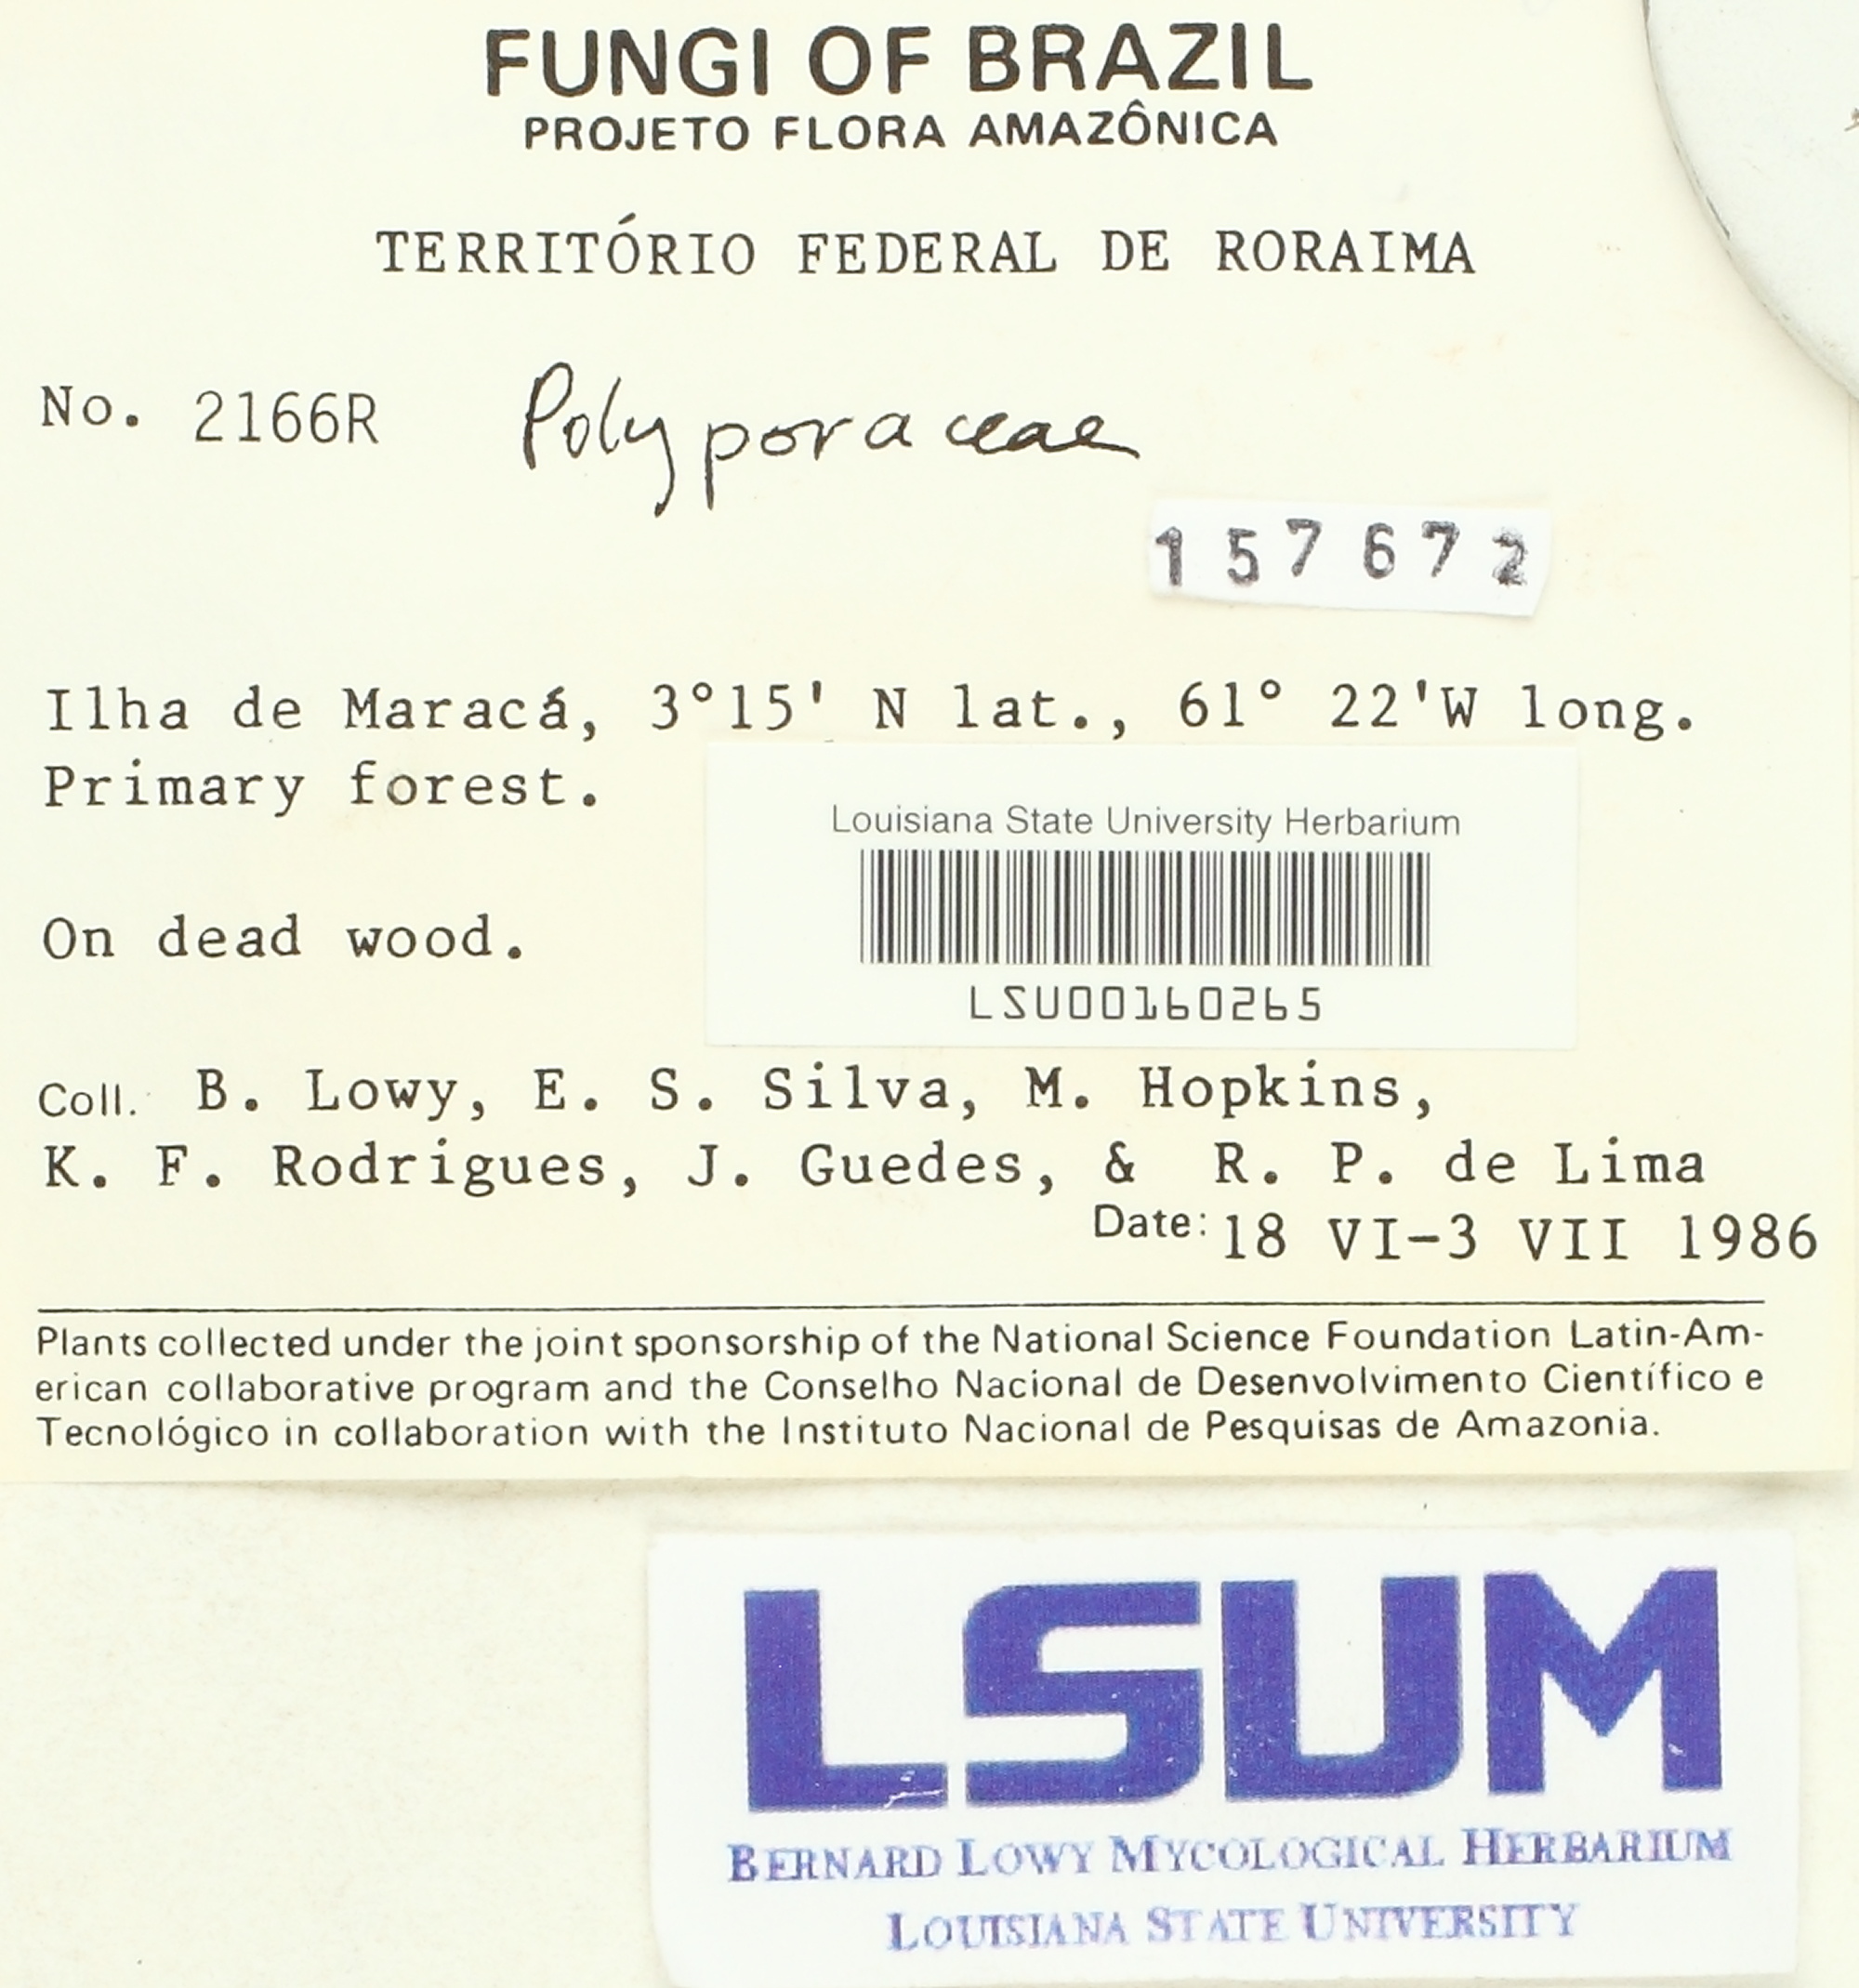 FUNGI OF BRAZIL
PROJETO FLORA AMAZÔNICA
TERRITÓRIO FEDERAL DE RORAIMA
No. 2166R Polyporaceae
157672
Ilha de Maracá, 3°15' N lat., 61° 22'W long.
Primary forest.
Louisiana State University Herbarium
On dead wood.
LSU00160265
Coll. B. Lowy, E. S. Silva, M. Hopkins,
K. F. Rodrigues, J. Guedes, & R. P. de Lima
Date: 18 VI-3 VII 1986
Plants collected under the joint sponsorship of the National Science Foundation Latin-Am-
erican collaborative program and the Conselho Nacional de Desenvolvimento Científico e
Tecnológico in collaboration with the Instituto Nacional de Pesquisas de Amazonia.
LSUM
BERNARD LOWY MYCOLOGICAL HERBARIUM
LOUISIANA STATE UNIVERSITY